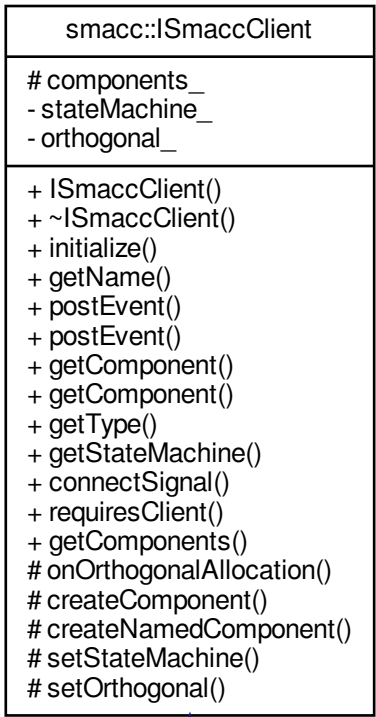 smacc::ISmaccClient
# components_
- stateMachine_
- orthogonal_
+ ISmaccClient()
+ ~ISmaccClient()
+ initialize()
+ getName()
+ postEvent()
+ postEvent()
+ getComponent()
+ getComponent()
+ getType()
+ getStateMachine()
+ connectSignal()
+ requiresClient()
+ getComponents()
# onOrthogonalAllocation()
# createComponent()
# createNamedComponent()
# setStateMachine()
# setOrthogonal()